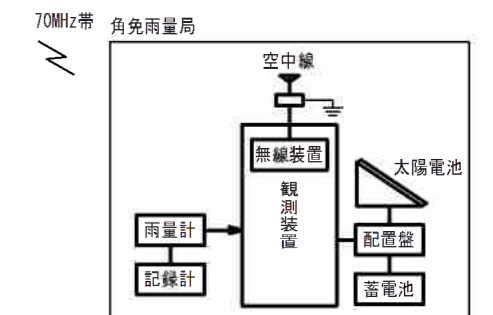 70MHz帯
角免雨量局
空中線
無線装置
観測装置
太陽電池
雨量計
配置盤
記録計
蓄電池